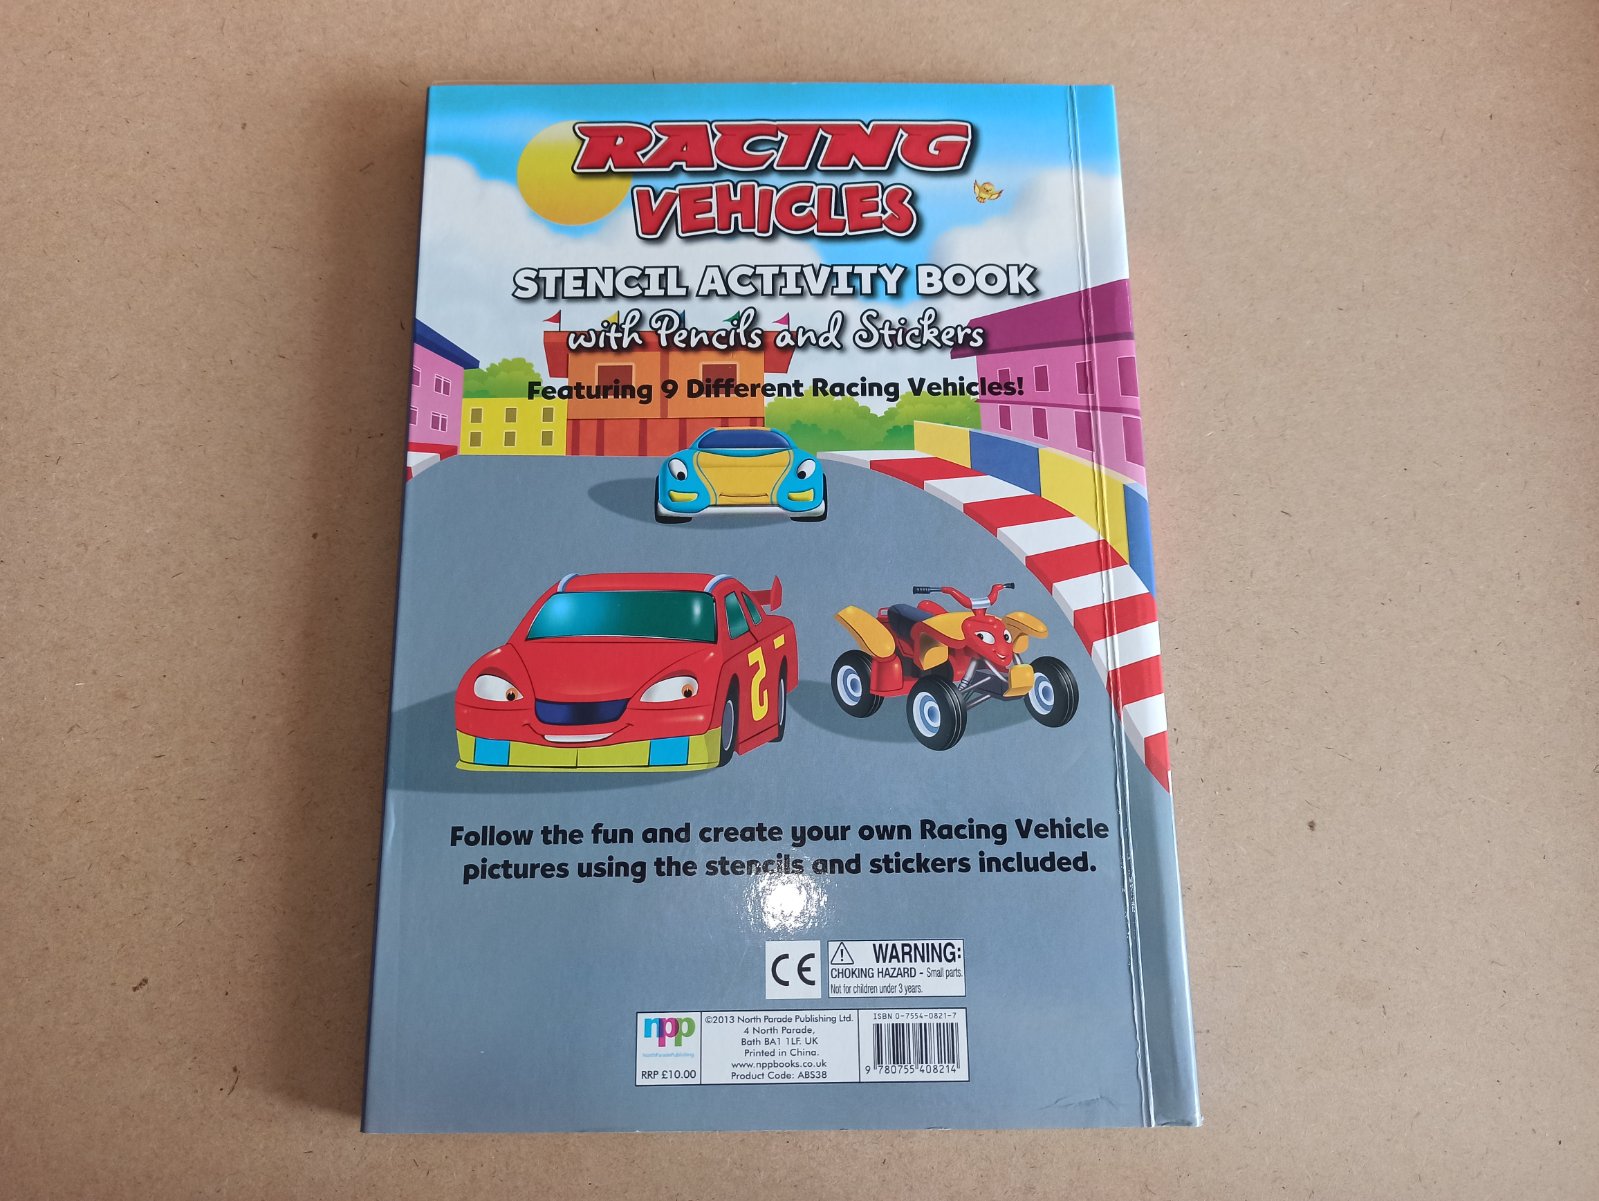 RACING
VEHICLES
STENCIL ACTIVITY BOOK
with Pencils and Stickers
Featuring 9 Different Racing Vehicles!
5
Follow the fun and create your own Racing Vehicle
pictures using the stencils and stickers included.
CE
WARNING:
CHOKING HAZARD - Small parts.
Not for children under 3 years.
npp
NorthParadePublishing
RRP £10.00
©2013 North Parade Publishing Ltd.
4 North Parade,
Bath BA1 1LF. UK
Printed in China.
www.nppbooks.co.uk
Product Code: ABS38
ISBN 0-7554-0821-7
9 780755 408214